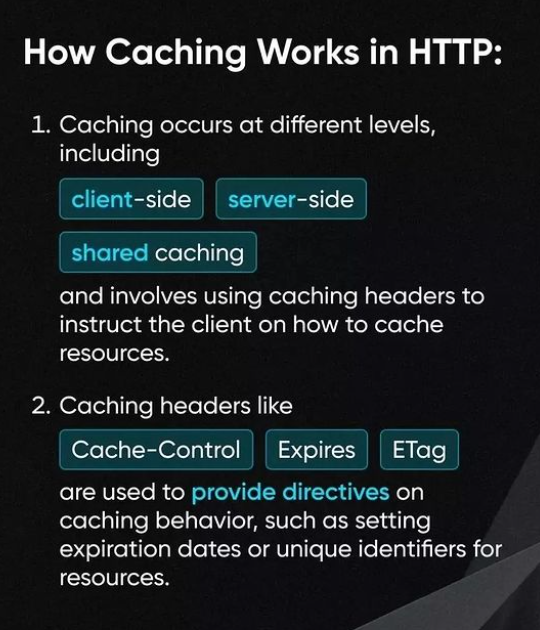 How Caching Works in HTTP:
1. Caching occurs at different levels,
including
client-side server-side
shared caching
and involves using caching headers to
instruct the client on how to cache
resources.
2. Caching headers like
Cache-Control Expires ETag
are used to provide directives on
caching behavior, such as setting
expiration dates or unique identifiers for
resources.